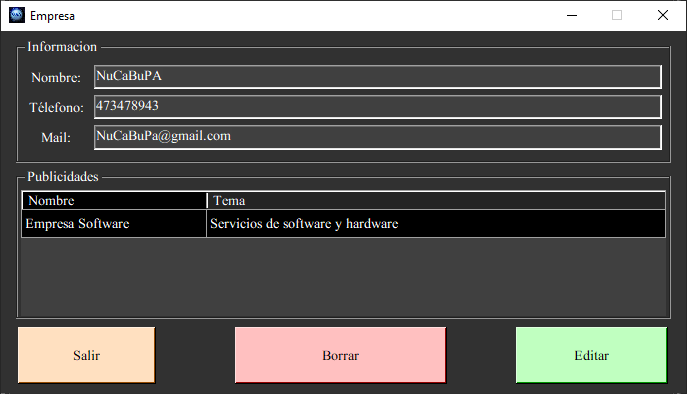 Empresa
Informacion
Nombre: NuCaBuPA
Télefono: 473478943
Mail: NuCaBuPa@gmail.com
Publicidades
Nombre Tema
Empresa Software Servicios de software y hardware
Salir Borrar Editar